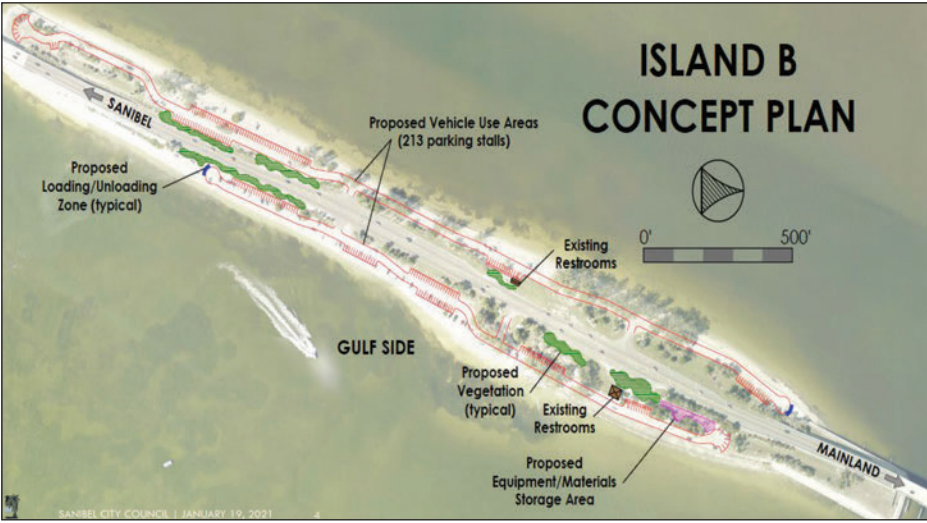 ISLAND B
CONCEPT PLAN
SANIBEL
Proposed Vehicle Use Areas
(213 parking stalls)
Proposed
Loading/Unloading
Zone (typical)
0'
500'
Existing
Restrooms
GULF SIDE
Proposed
Vegetation
(typical)
Existing
Restrooms
Proposed
Equipment/Materials
Storage Area
MAINLAND
SANIBEL CITY COUNCIL | JANUARY 19, 2021
4